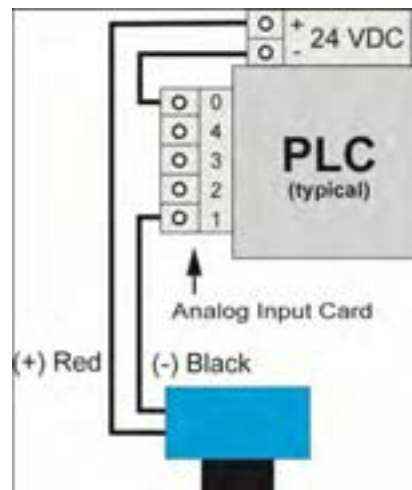 + 24 VDC
-
0
4
3
2
1
PLC
(typical)
Analog Input Card
(+) Red
(-) Black